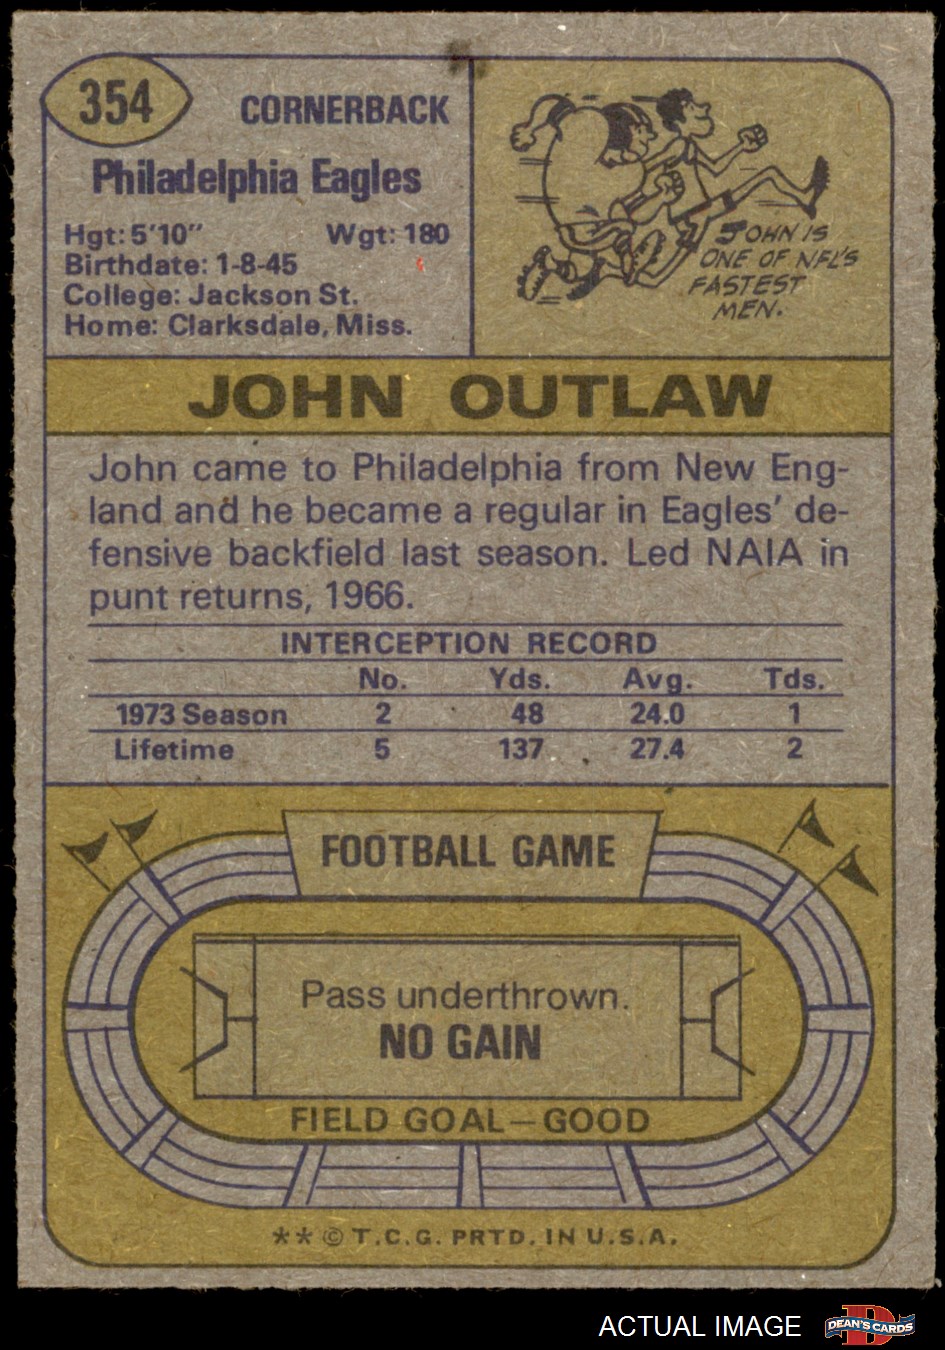 354
CORNERBACK
Philadelphia Eagles
Hgt: 5'10" Wgt: 180
Birthdate: 1-8-45
College: Jackson St.
Home: Clarksdale, Miss.
JOHN IS
ONE OF NFL'S
FASTEST
MEN.
JOHN OUTLAW
John came to Philadelphia from New Eng-
land and he became a regular in Eagles' de-
fensive backfield last season. Led NAIA in
punt returns, 1966.
INTERCEPTION RECORD
No. Yds. Avg. Tds.
1973 Season 2 48 24.0 1
Lifetime 5 137 27.4 2
FOOTBALL GAME
Pass underthrown.
NO GAIN
FIELD GOAL—GOOD
** © T.C.G. PRTD. IN U.S.A.
ACTUAL IMAGE
D
DEAN'S CARDS